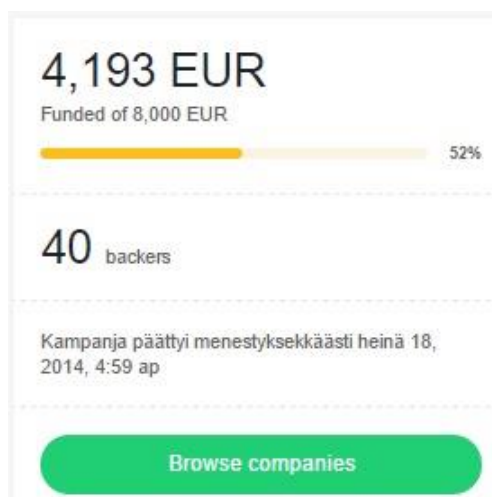 4,193 EUR
Funded of 8,000 EUR
52%
40 backers
Kampanja päättyi menestyksekkäästi heinä 18,
2014, 4:59 ap
Browse companies